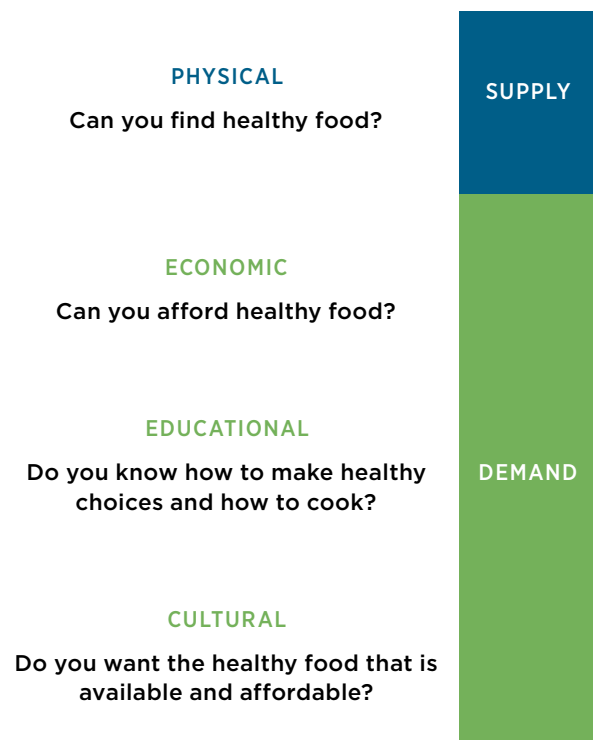 PHYSICAL
Can you find healthy food?
SUPPLY
ECONOMIC
Can you afford healthy food?
EDUCATIONAL
Do you know how to make healthy
choices and how to cook?
DEMAND
CULTURAL
Do you want the healthy food that is
available and affordable?